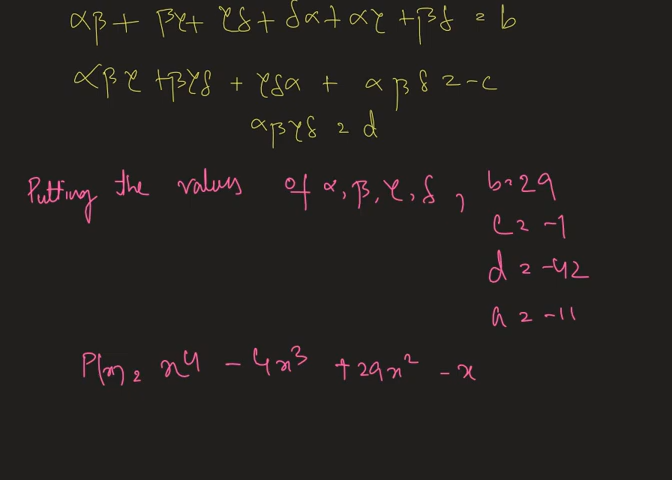 αβ + βγ + γδ + δα + αγ + βδ = b
αβγ + βγδ + γδα + αβδ = -c
αβγδ = d
Putting the values of α, β, γ, δ, b = 29
c = -1
d = -42
a = -11
P(x) = x⁴ - 4x³ + 29x² - x